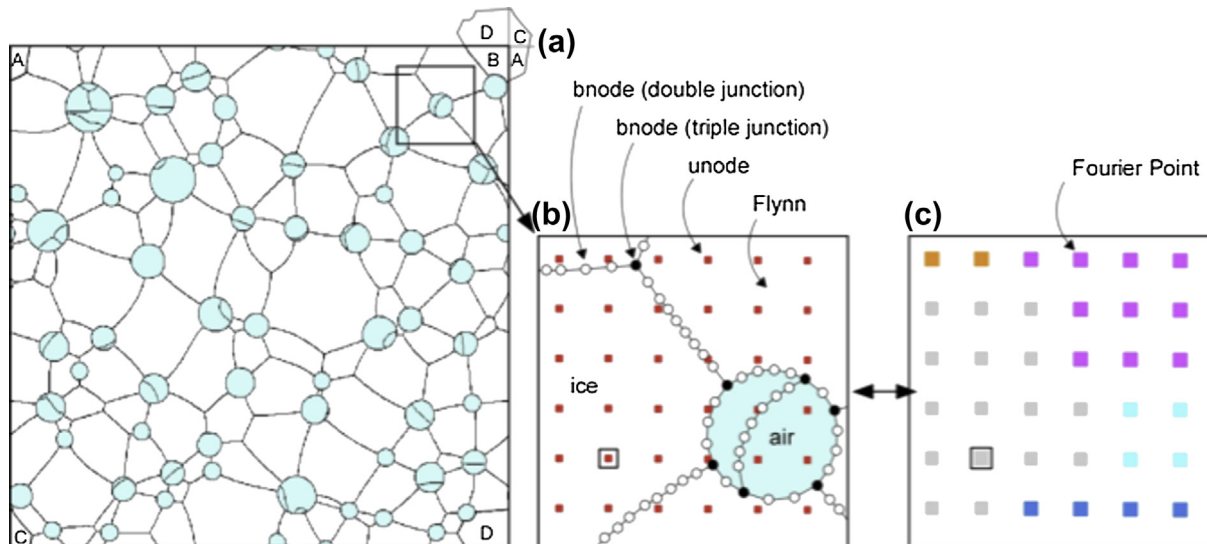 D C
(a)
A B A
bnode (double junction)
bnode (triple junction)
unode
Flynn
Fourier Point
(b)
(c)
ice
air
C D